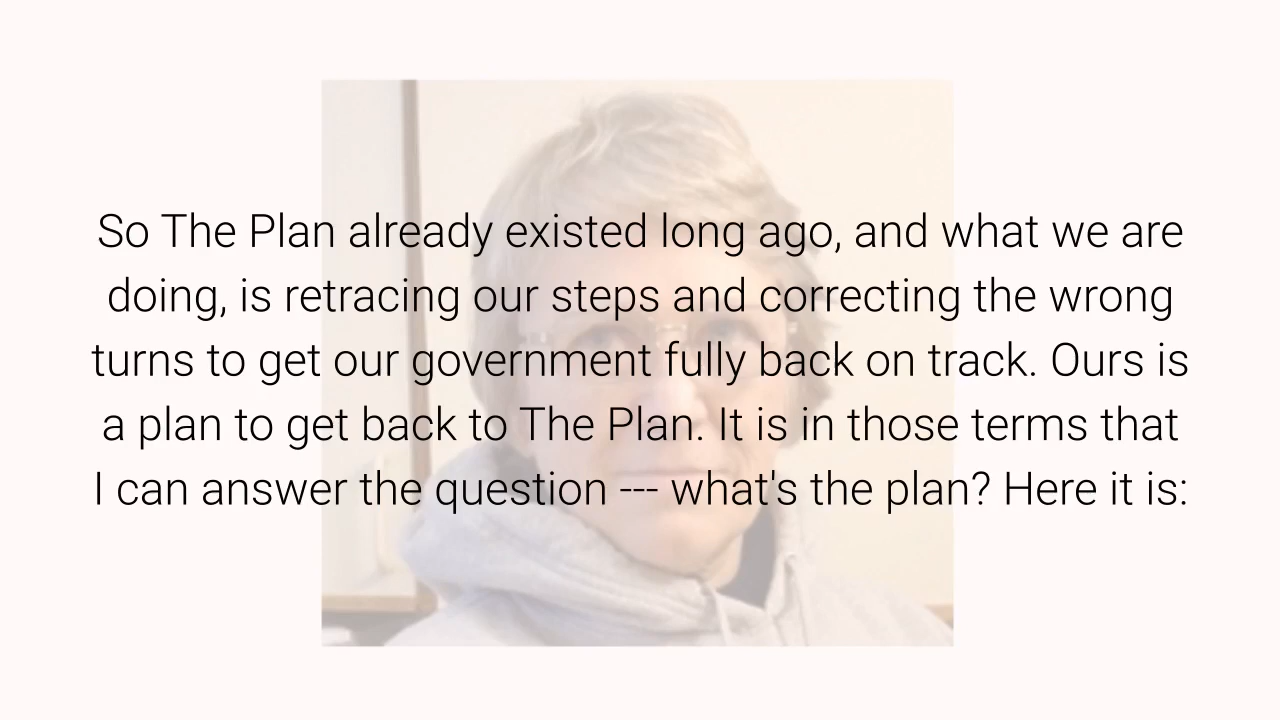 So The Plan already existed long ago, and what we are
doing, is retracing our steps and correcting the wrong
turns to get our government fully back on track. Ours is
a plan to get back to The Plan. It is in those terms that
I can answer the question --- what's the plan? Here it is: